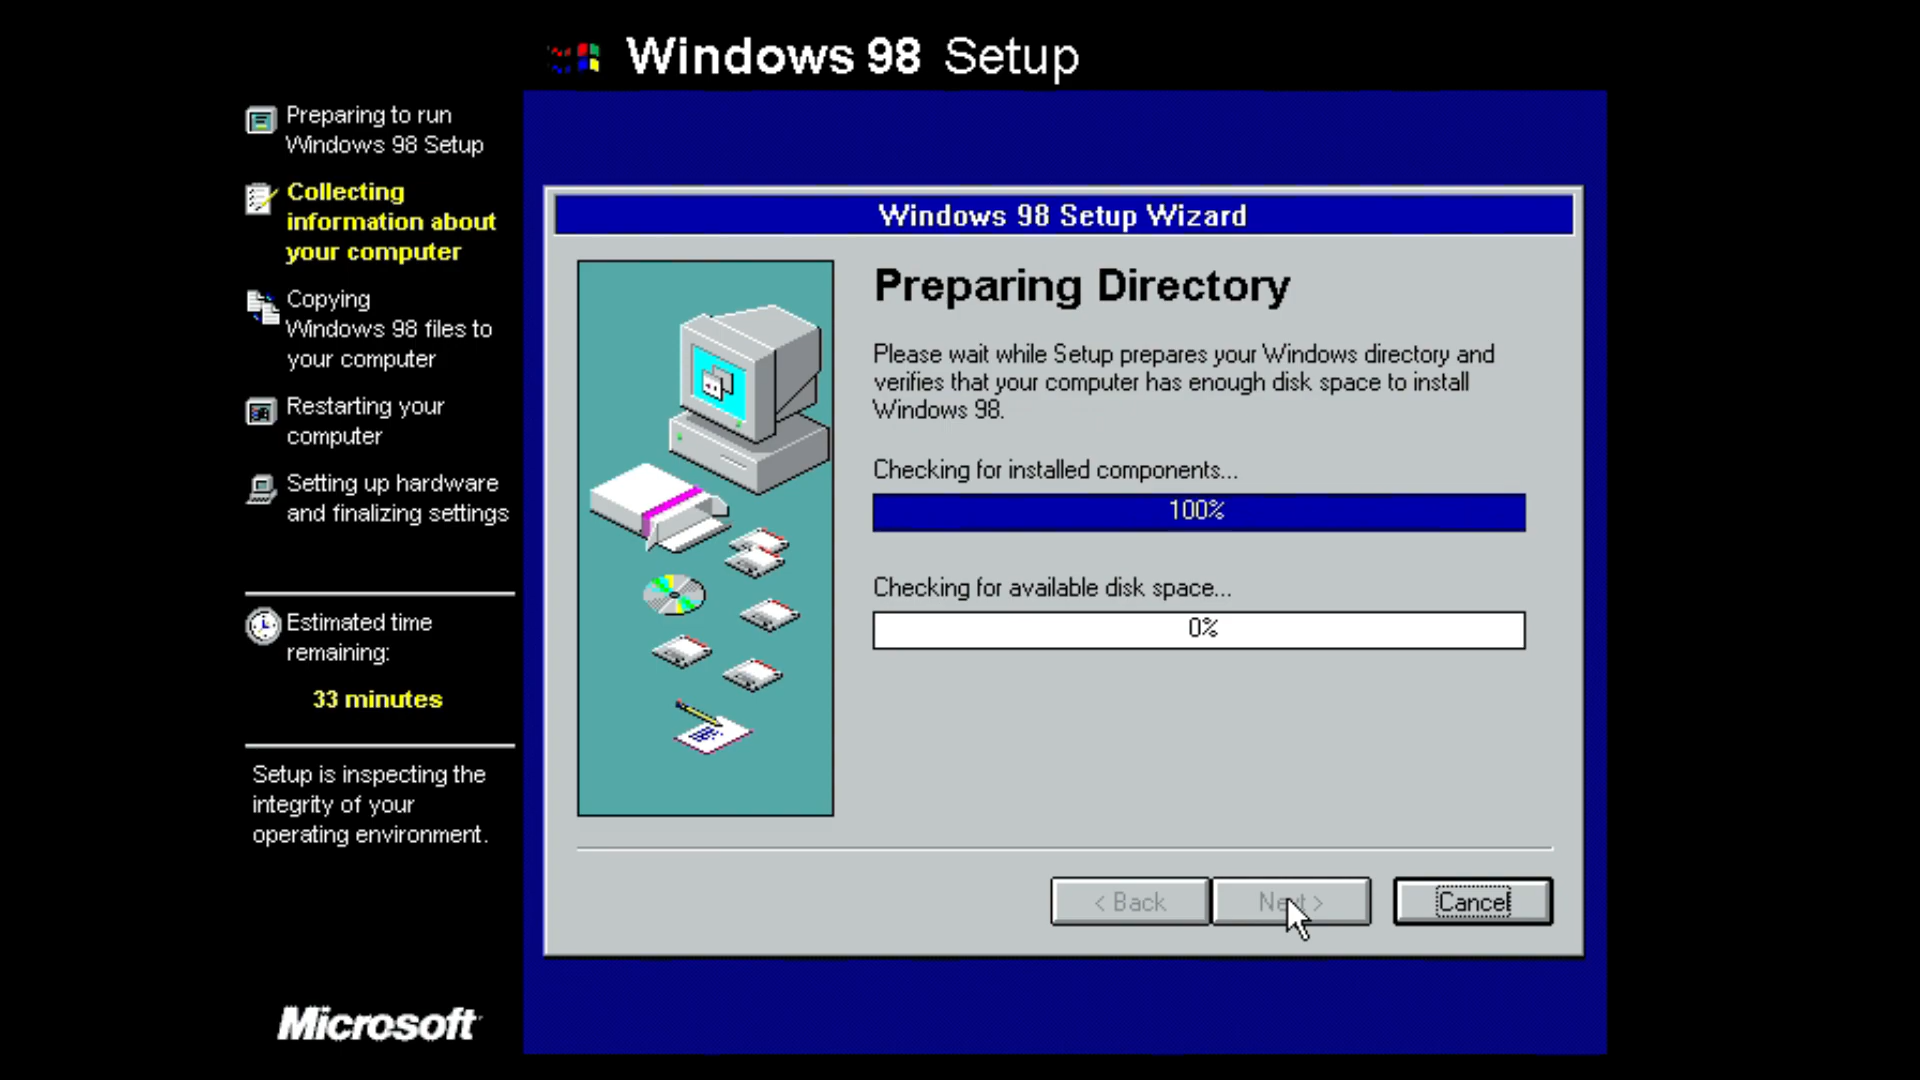 Windows 98 Setup
Preparing to run
Windows 98 Setup
Collecting
information about
your computer
Copying
Windows 98 files to
your computer
Restarting your
computer
Setting up hardware
and finalizing settings
Estimated time
remaining:
33 minutes
Setup is inspecting the
integrity of your
operating environment.
Microsoft
Windows 98 Setup Wizard
Preparing Directory
Please wait while Setup prepares your Windows directory and
verifies that your computer has enough disk space to install
Windows 98.
Checking for installed components...
100%
Checking for available disk space...
0%
< Back
Next >
Cancel